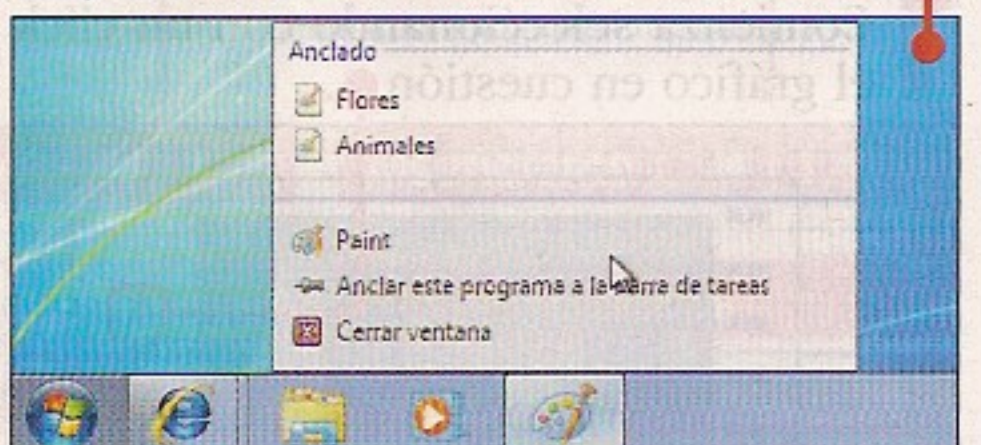 Anclado
Flores
Animales
Paint
Anclar este programa a la barra de tareas
Cerrar ventana